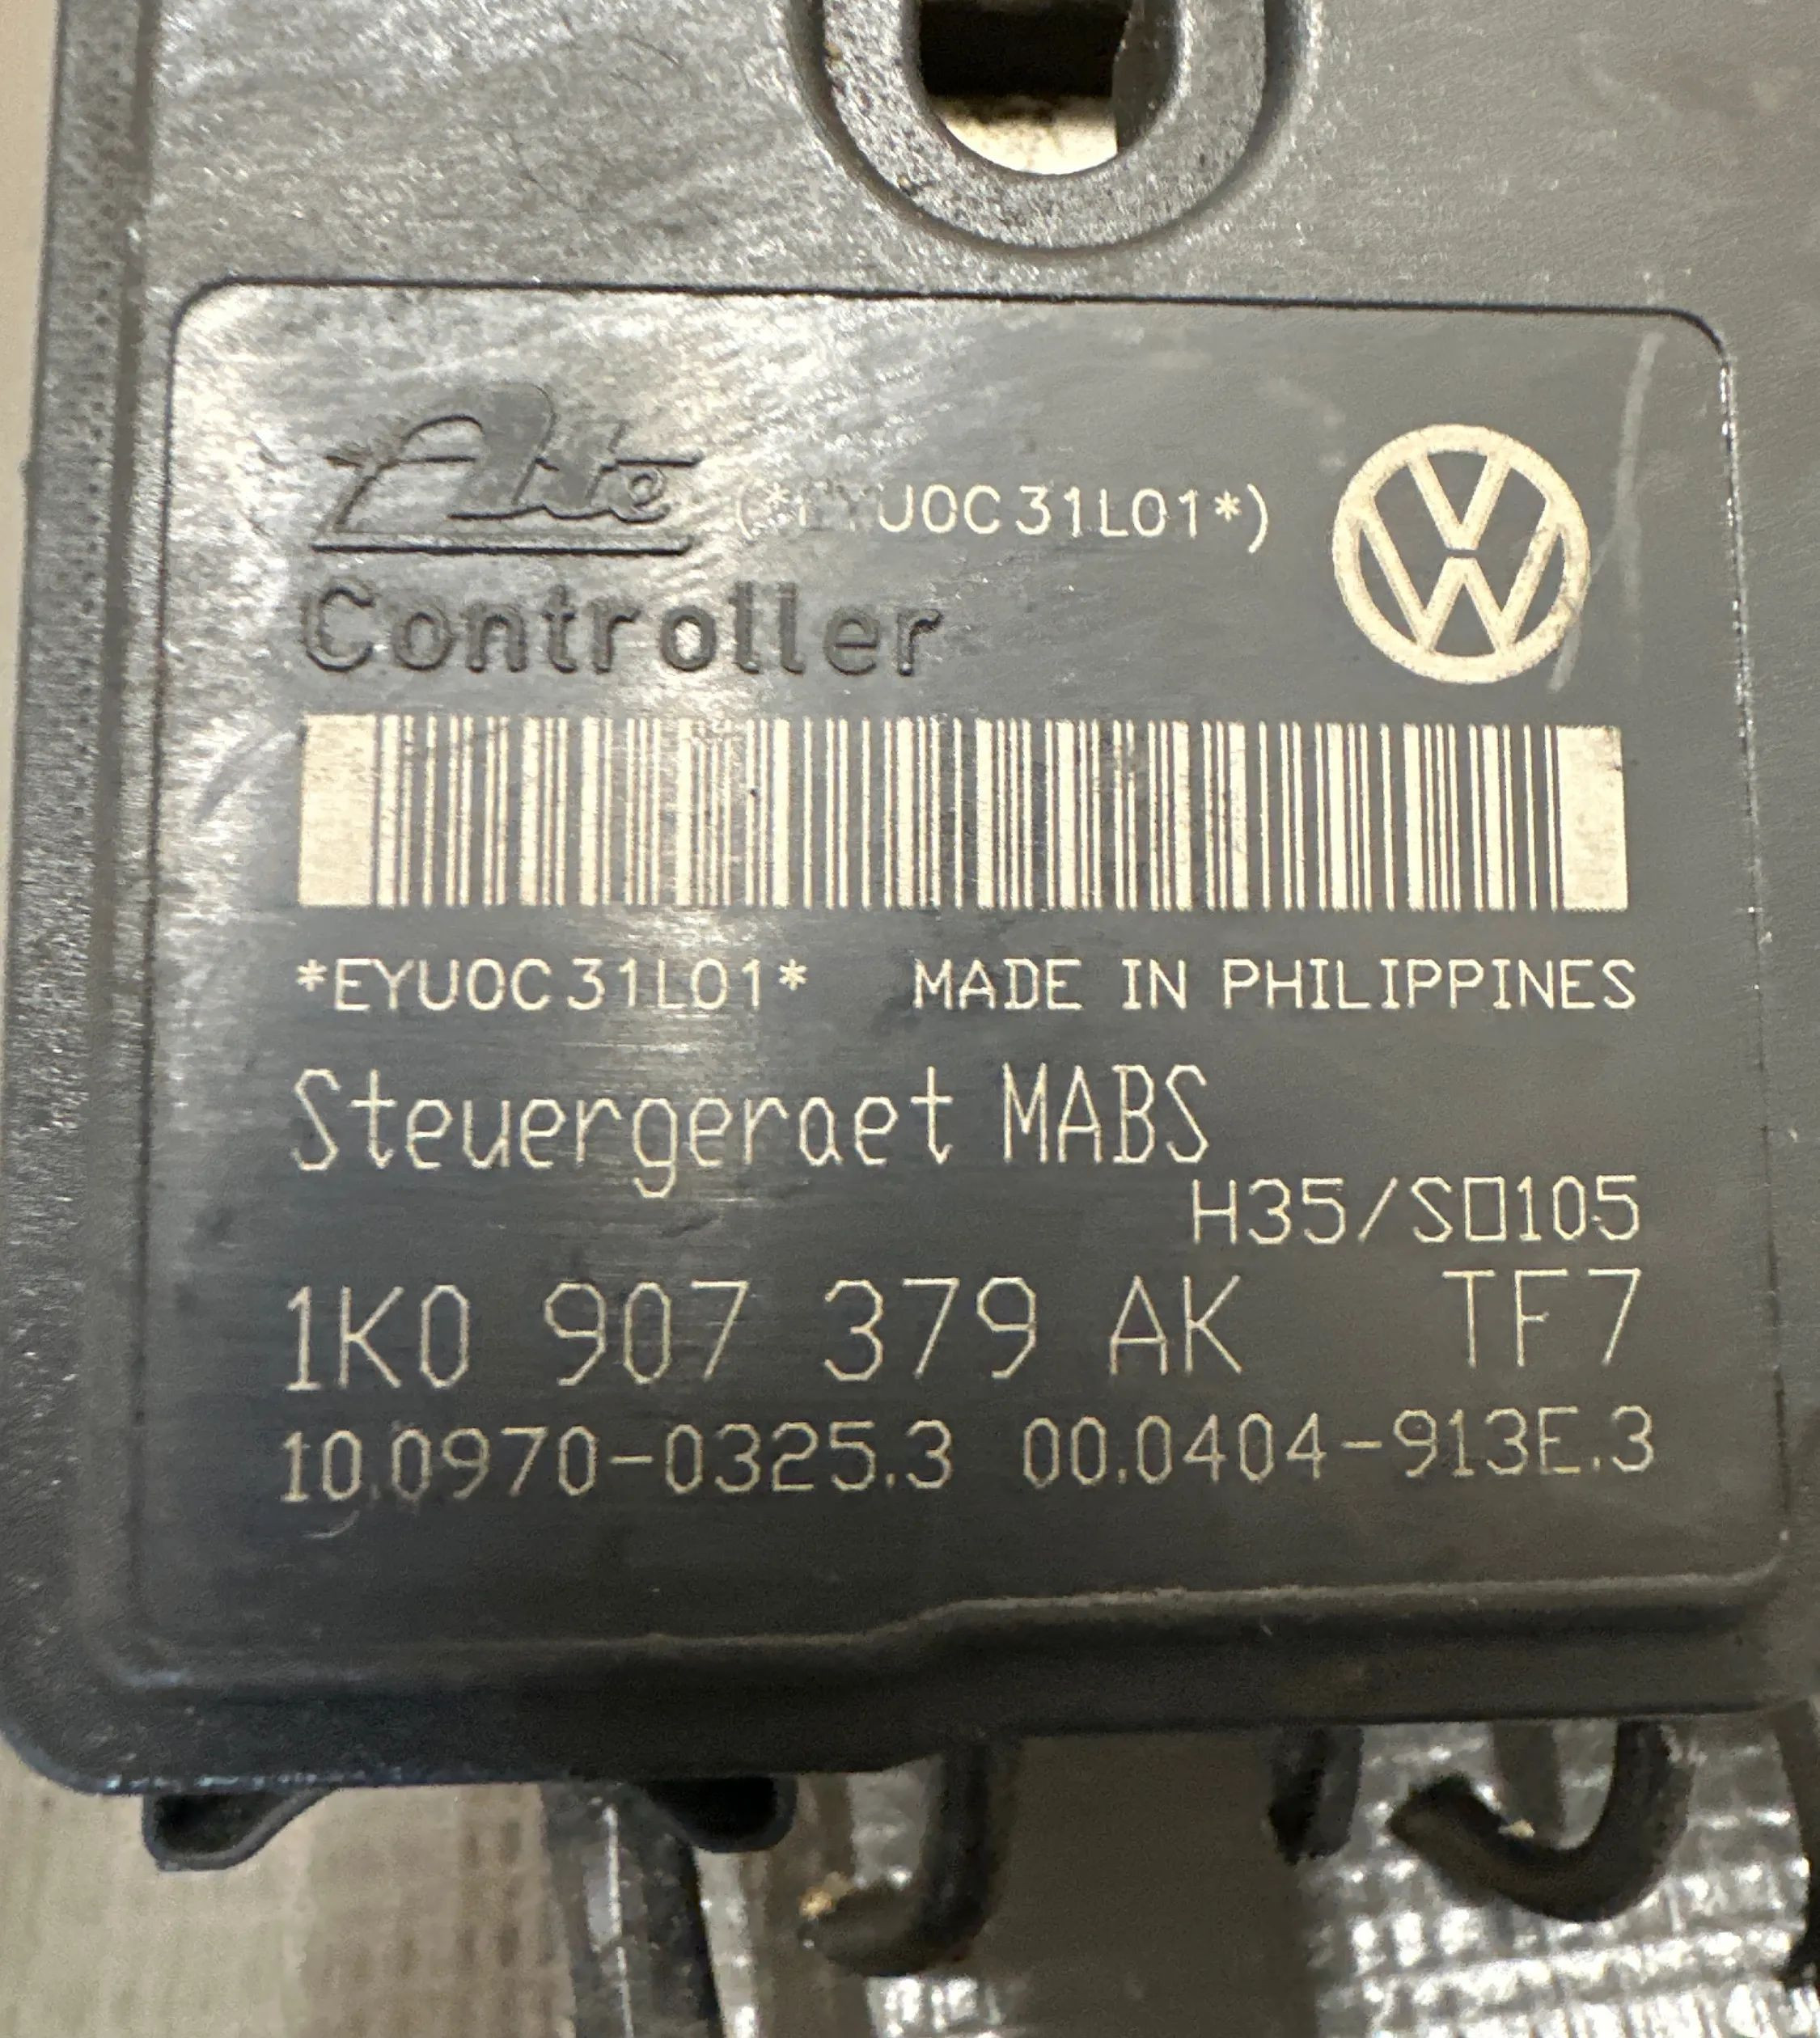 Ate (*EYU0C31L01*)
Controller
*EYU0C31L01* MADE IN PHILIPPINES
Steuergeraet MABS
H35/S□105
1K0 907 379 AK TF7
10.0970-0325.3 00.0404-913E.3